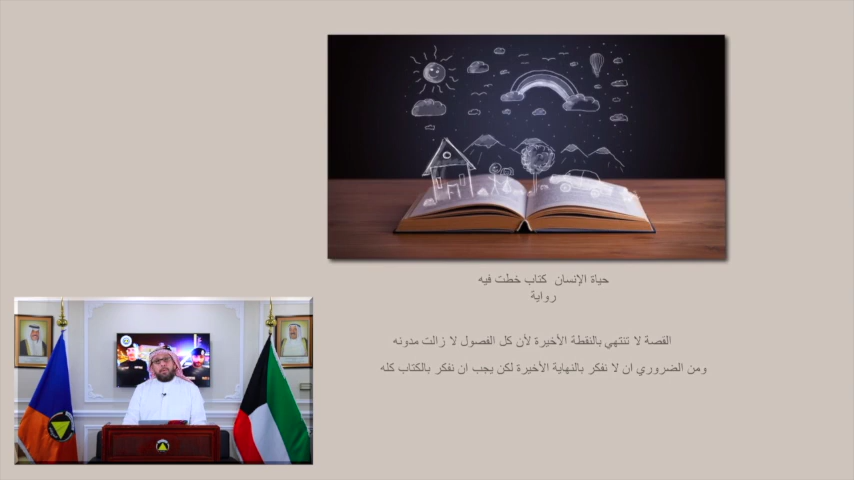 حياة الإنسان كتاب خطت فيه
رواية
القصة لا تنتهي بالنقطة الأخيرة لأن كل الفصول لا زالت مدونه
ومن الضروري ان لا نفكر بالنهاية الأخيرة لكن يجب ان نفكر بالكتاب كله